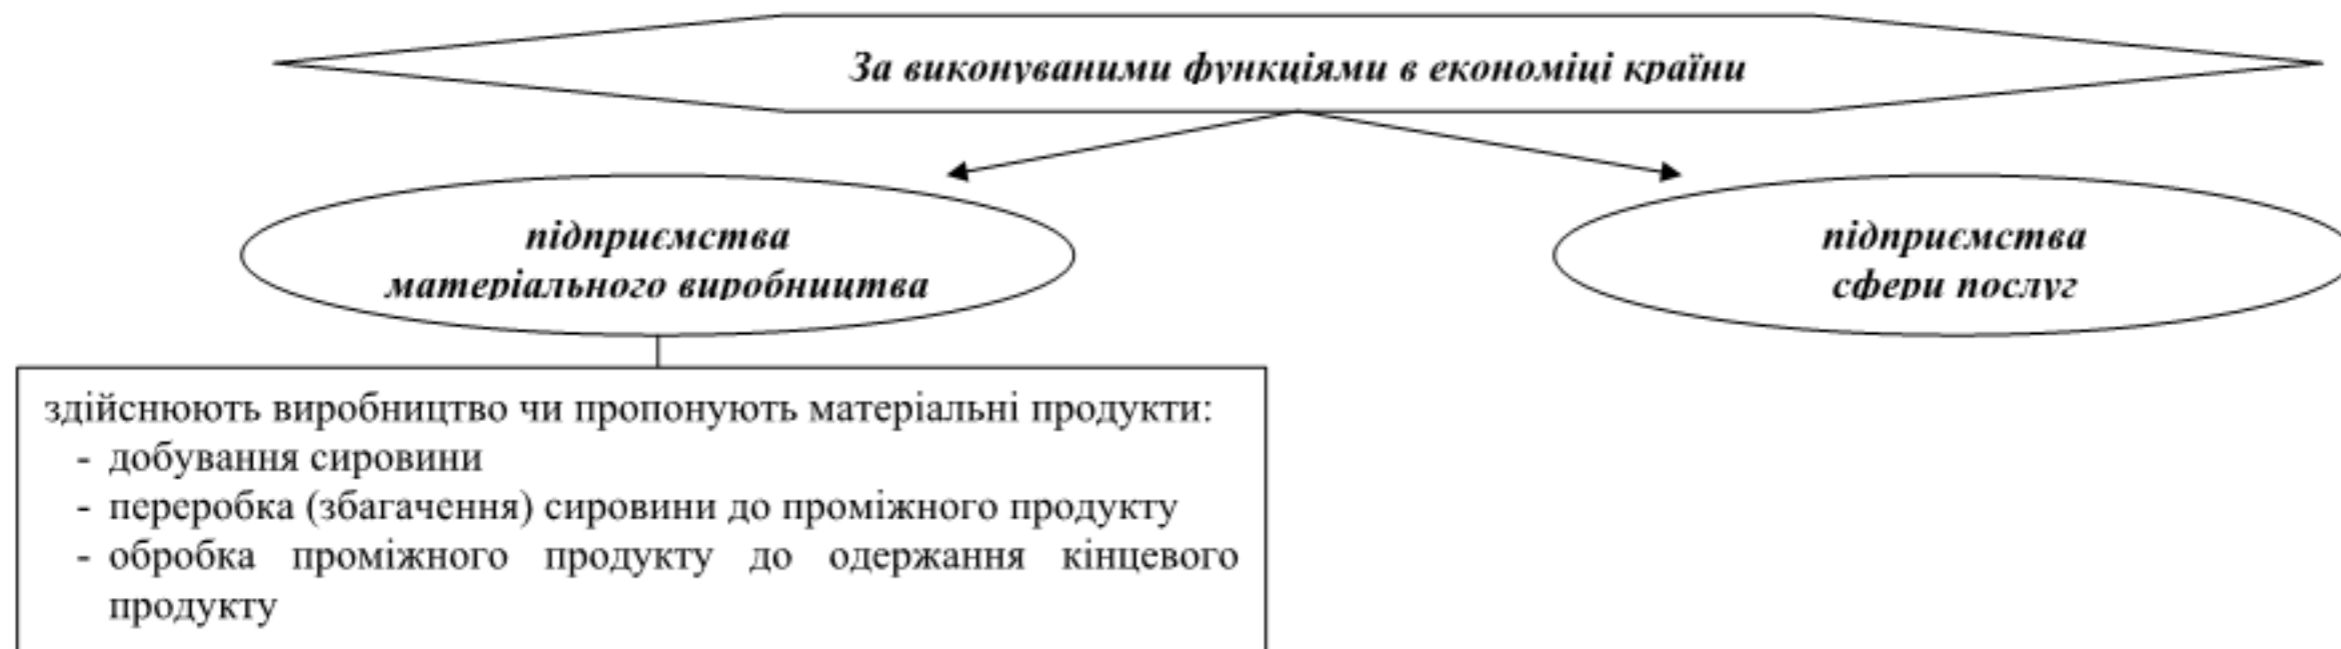 За виконуваними функціями в економіці країни
підприємства
матеріального виробництва
підприємства
сфери послуг
здійснюють виробництво чи пропонують матеріальні продукти:
- добування сировини
- переробка (збагачення) сировини до проміжного продукту
- обробка проміжного продукту до одержання кінцевого
продукту